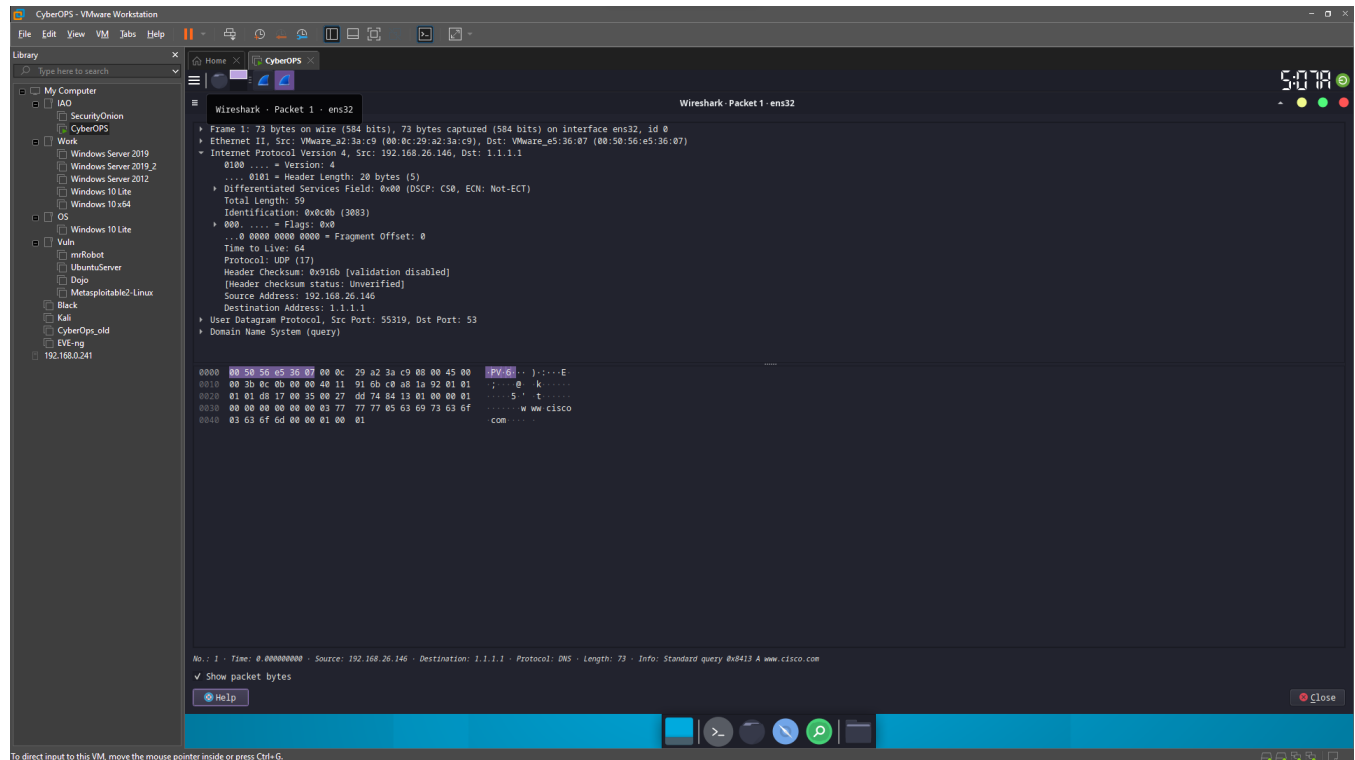 CyberOPS - VMware Workstation
File Edit View VM Tabs Help
Library
Type here to search
My Computer
IAO
SecurityOnion
CyberOPS
Work
Windows Server 2019
Windows Server 2019_2
Windows Server 2012
Windows 10 Lite
Windows 10 x64
OS
Windows 10 Lite
Vuln
mrRobot
UbuntuServer
Dojo
Metasploitable2-Linux
Black
Kali
CyberOps_old
EVE-ng
192.168.0.241
Home CyberOPS
Wireshark · Packet 1 · ens32
Wireshark · Packet 1 · ens32
Frame 1: 73 bytes on wire (584 bits), 73 bytes captured (584 bits) on interface ens32, id 0
Ethernet II, Src: VMware_a2:3a:c9 (00:0c:29:a2:3a:c9), Dst: VMware_e5:36:07 (00:50:56:e5:36:07)
Internet Protocol Version 4, Src: 192.168.26.146, Dst: 1.1.1.1
0100 .... = Version: 4
.... 0101 = Header Length: 20 bytes (5)
Differentiated Services Field: 0x00 (DSCP: CS0, ECN: Not-ECT)
Total Length: 59
Identification: 0x0c0b (3083)
000. .... = Flags: 0x0
...0 0000 0000 0000 = Fragment Offset: 0
Time to Live: 64
Protocol: UDP (17)
Header Checksum: 0x916b [validation disabled]
[Header checksum status: Unverified]
Source Address: 192.168.26.146
Destination Address: 1.1.1.1
User Datagram Protocol, Src Port: 55319, Dst Port: 53
Domain Name System (query)
0000 00 50 56 e5 36 07 00 0c 29 a2 3a c9 08 00 45 00 ·PV·6··· )·:···E·
0010 00 3b 0c 0b 00 00 40 11 91 6b c0 a8 1a 92 01 01 ·;····@· ·k······
0020 01 01 d8 17 00 35 00 27 dd 74 84 13 01 00 00 01 ·····5·' ·t······
0030 00 00 00 00 00 00 03 77 77 77 05 63 69 73 63 6f ·······w ww·cisco
0040 03 63 6f 6d 00 00 01 00 01 ·com···· ·
No.: 1 · Time: 0.000000000 · Source: 192.168.26.146 · Destination: 1.1.1.1 · Protocol: DNS · Length: 73 · Info: Standard query 0x8413 A www.cisco.com
Show packet bytes
Help
Close
To direct input to this VM, move the mouse pointer inside or press Ctrl+G.